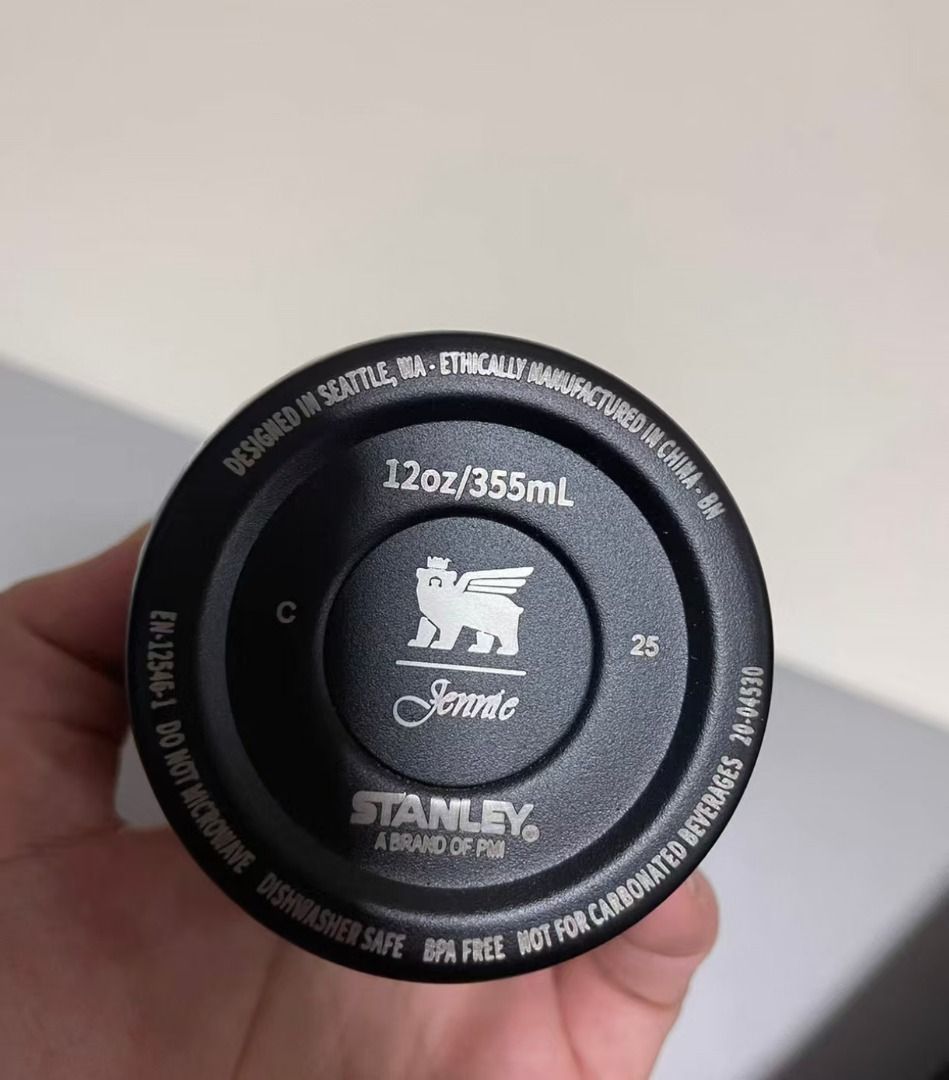 DESIGNED IN SEATTLE, WA · ETHICALLY MANUFACTURED IN CHINA · BN
12oz/355mL
C
25
Jennie
STANLEY®
A BRAND OF PMI
EN-12546-1 DO NOT MICROWAVE DISHWASHER SAFE BPA FREE NOT FOR CARBONATED BEVERAGES 20-04530